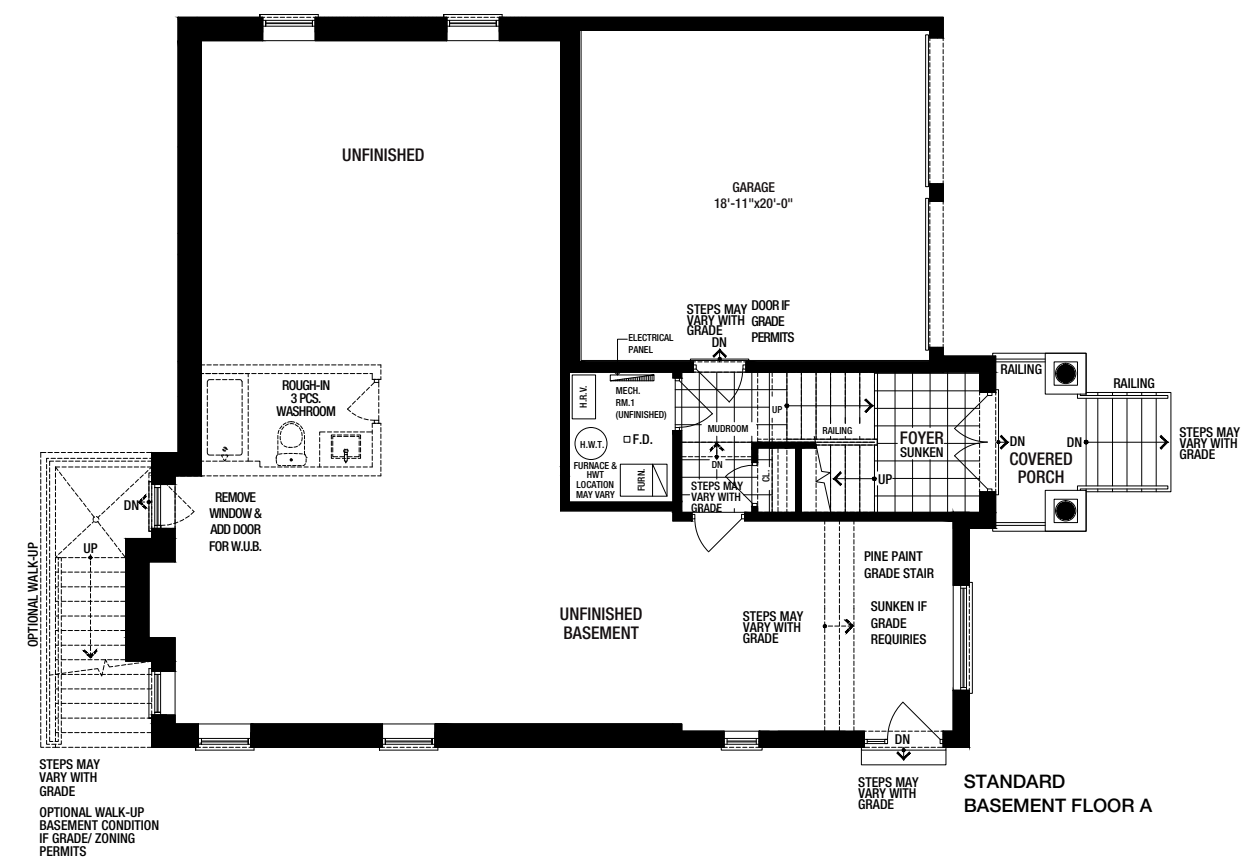 UNFINISHED
GARAGE
18'-11"x20'-0"
STEPS MAY
VARY WITH
GRADE
DN
DOOR IF
GRADE
PERMITS
ELECTRICAL
PANEL
ROUGH-IN
3 PCS.
WASHROOM
H.R.V.
MECH.
RM.1
(UNFINISHED)
H.W.T.
F.D.
FURNACE &
HWT
LOCATION
MAY VARY
FURN.
MUDROOM
DN
STEPS MAY
VARY WITH
GRADE
CL.
UP
RAILING
UP
FOYER
SUNKEN
RAILING
DN
COVERED
PORCH
RAILING
DN
STEPS MAY
VARY WITH
GRADE
DN
REMOVE
WINDOW &
ADD DOOR
FOR W.U.B.
UP
OPTIONAL WALK-UP
UNFINISHED
BASEMENT
STEPS MAY
VARY WITH
GRADE
PINE PAINT
GRADE STAIR
SUNKEN IF
GRADE
REQUIRIES
DN
STEPS MAY
VARY WITH
GRADE
STEPS MAY
VARY WITH
GRADE
OPTIONAL WALK-UP
BASEMENT CONDITION
IF GRADE/ ZONING
PERMITS
STANDARD
BASEMENT FLOOR A